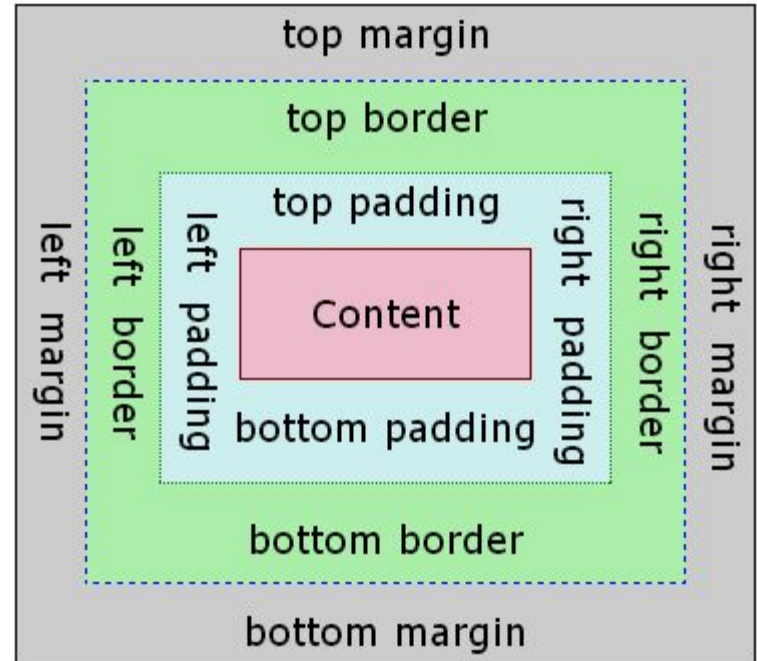 top margin
top border
top padding
left margin
left border
left padding
Content
right padding
right border
right margin
bottom padding
bottom border
bottom margin